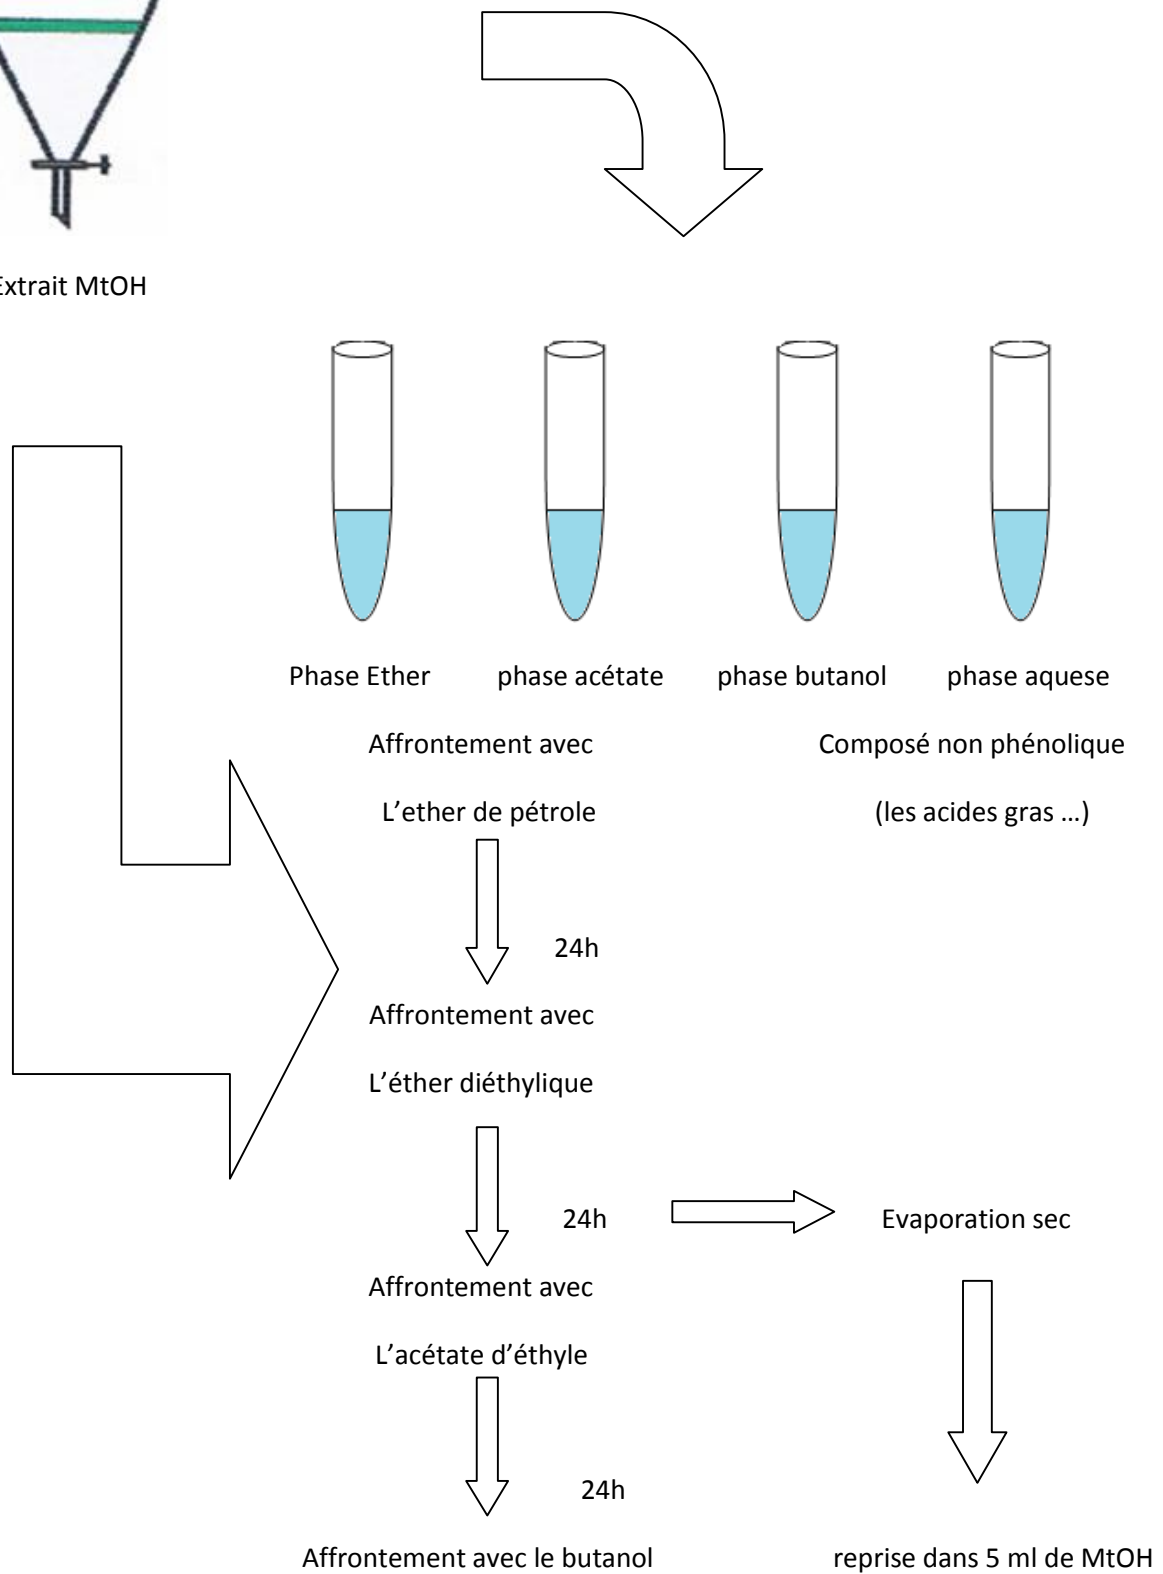 Extrait MtOH
Phase Ether phase acétate phase butanol phase aquese
Affrontement avec Composé non phénolique
L’ether de pétrole (les acides gras …)
24h
Affrontement avec
L’éther diéthylique
24h Evaporation sec
Affrontement avec
L’acétate d’éthyle
24h
Affrontement avec le butanol reprise dans 5 ml de MtOH